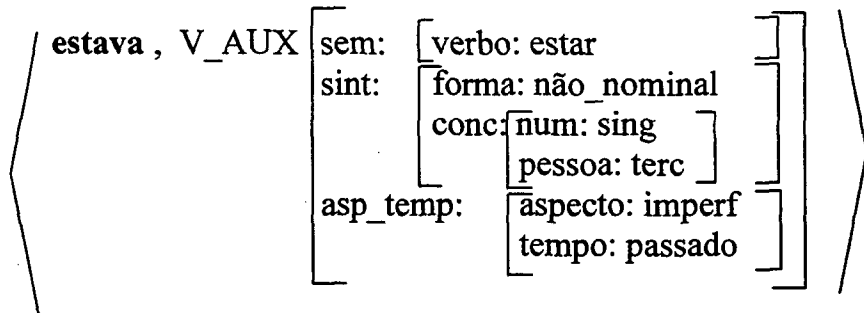 estava , V_AUX sem: verbo: estar
sint: forma: não_nominal
conc: num: sing
pessoa: terc
asp_temp: aspecto: imperf
tempo: passado